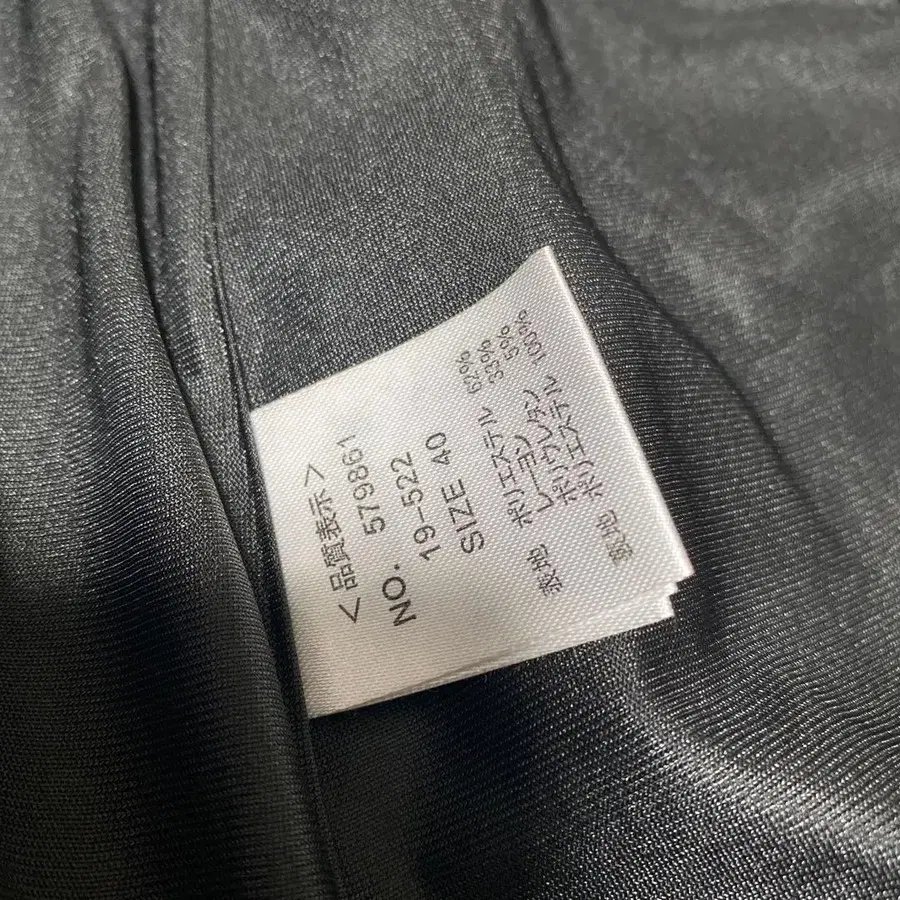 <品質表示>
NO. 579861
19-522
SIZE 40
表地 ポリエステル 62%
レーヨン 33%
ポリウレタン 5%
裏地 ポリエステル 100%